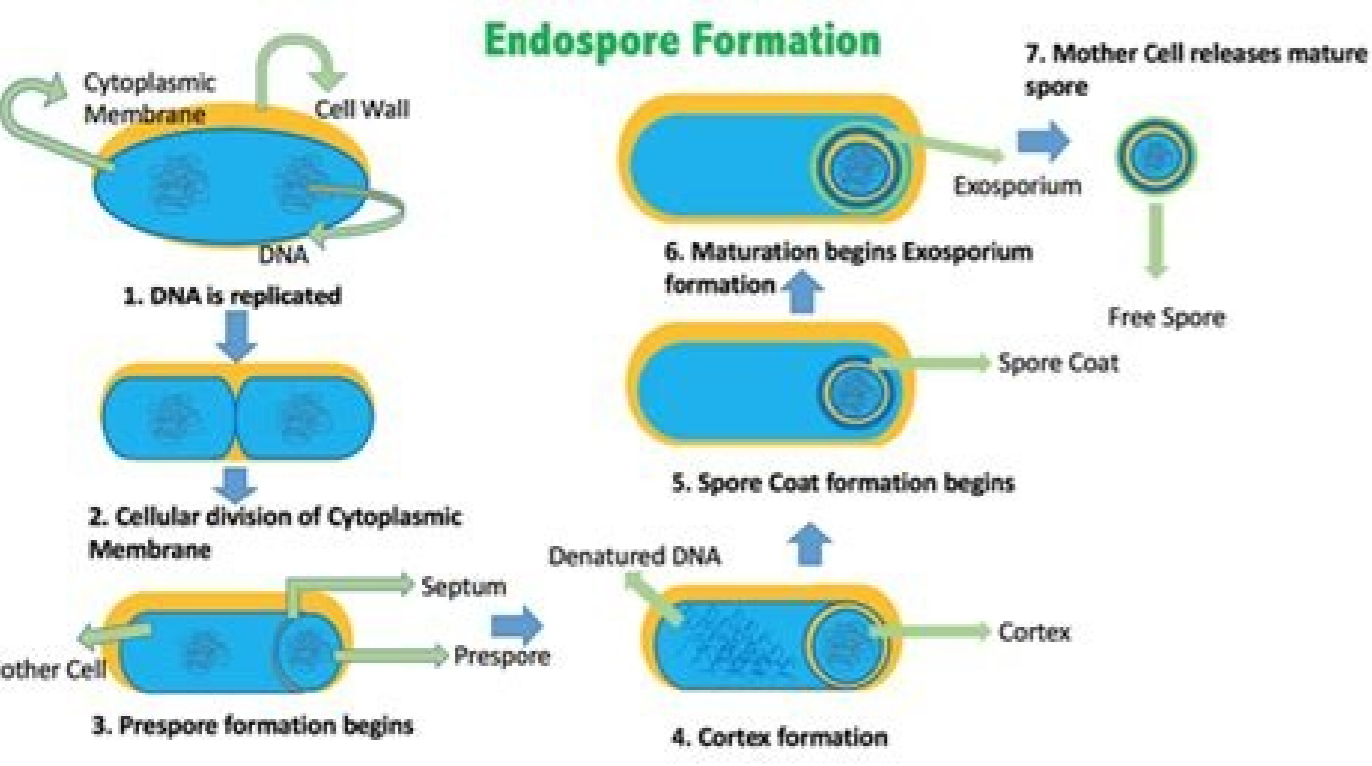 Endospore Formation
Cytoplasmic
Membrane
Cell Wall
DNA
1. DNA is replicated
2. Cellular division of Cytoplasmic
Membrane
Septum
Prespore
other Cell
3. Prespore formation begins
Denatured DNA
Cortex
4. Cortex formation
Spore Coat
5. Spore Coat formation begins
Exosporium
6. Maturation begins Exosporium
formation
7. Mother Cell releases mature
spore
Free Spore